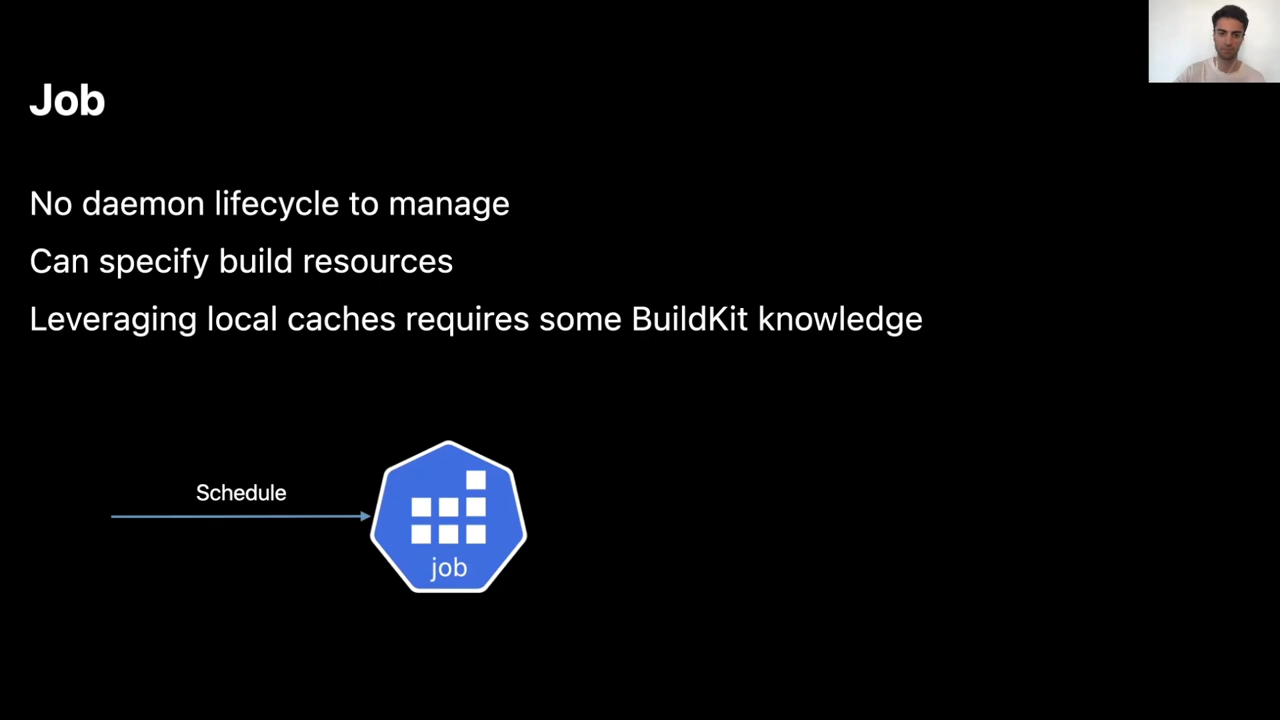 Job
No daemon lifecycle to manage
Can specify build resources
Leveraging local caches requires some BuildKit knowledge
Schedule
job